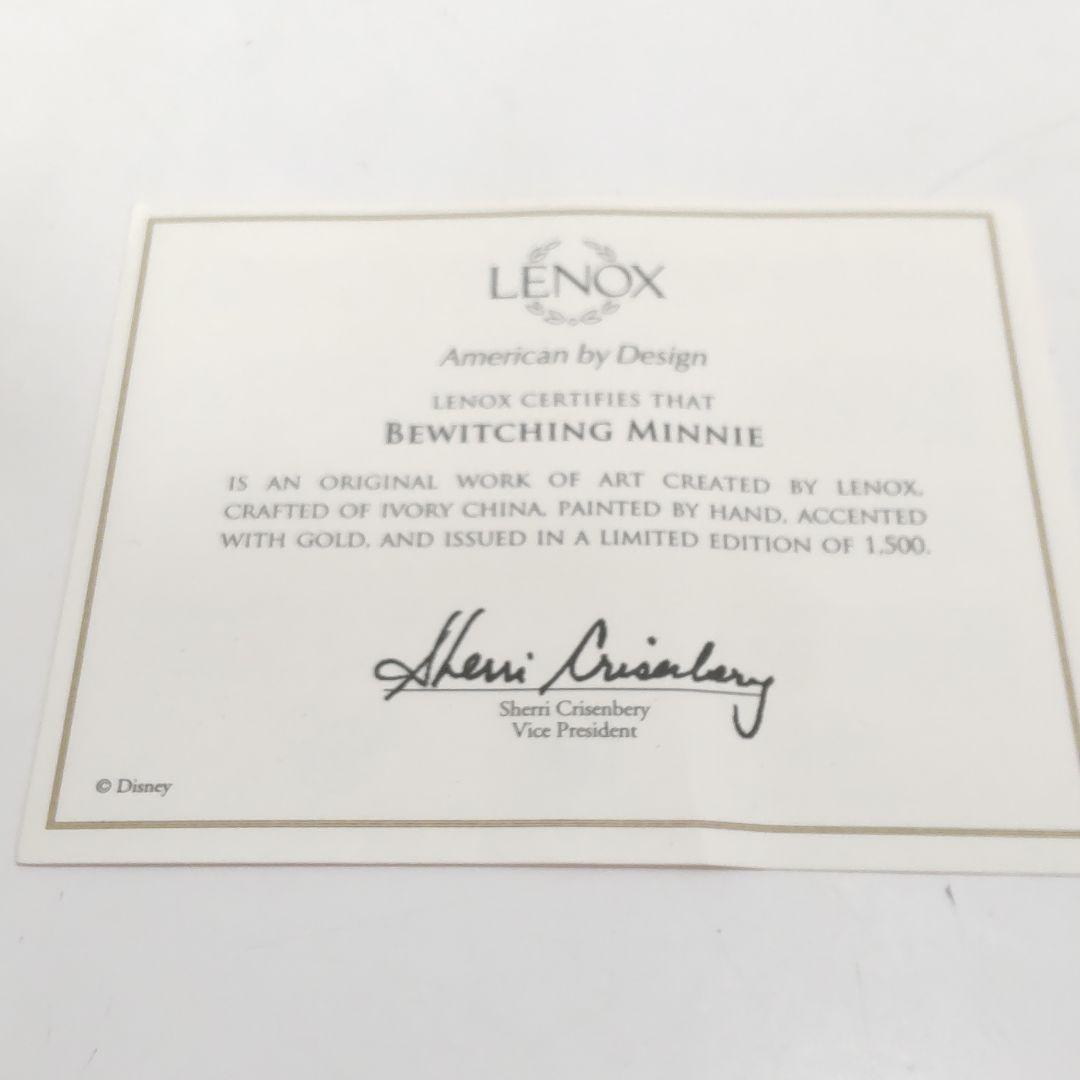 LENOX
American by Design
LENOX CERTIFIES THAT
BEWITCHING MINNIE
IS AN ORIGINAL WORK OF ART CREATED BY LENOX,
CRAFTED OF IVORY CHINA, PAINTED BY HAND, ACCENTED
WITH GOLD, AND ISSUED IN A LIMITED EDITION OF 1,500.
Sherri Crisenbery
Sherri Crisenbery
Vice President
© Disney